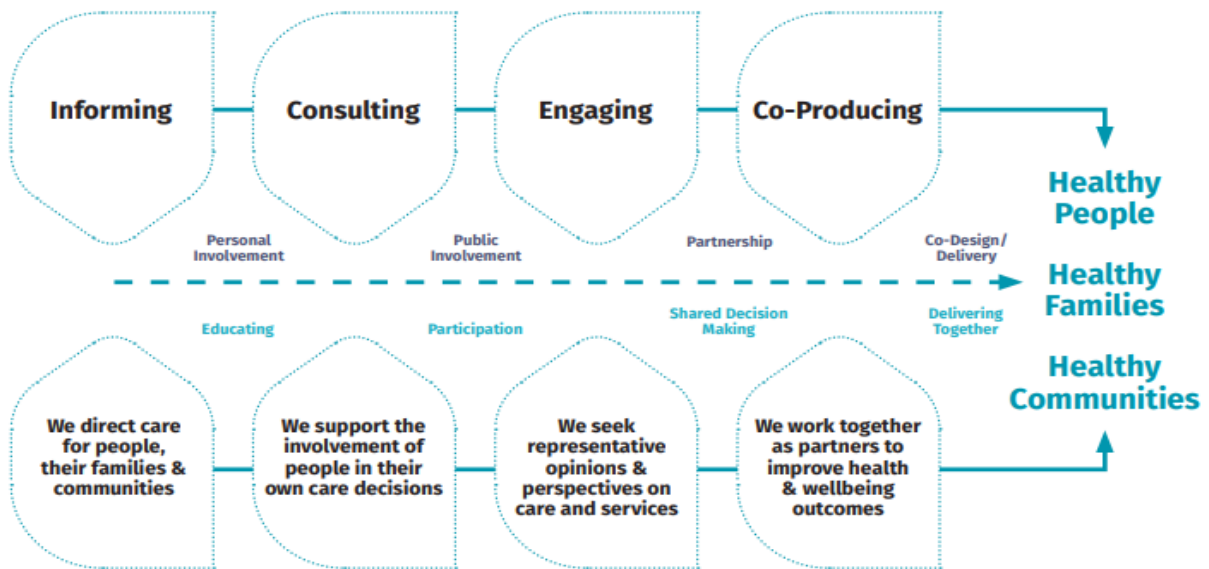 Informing
Consulting
Engaging
Co-Producing
Healthy
People
Personal
Involvement
Public
Involvement
Partnership
Co-Design/
Delivery
Healthy
Families
Educating
Participation
Shared Decision
Making
Delivering
Together
Healthy
Communities
We direct care
for people,
their families &
communities
We support the
involvement of
people in their
own care decisions
We seek
representative
opinions &
perspectives on
care and services
We work together
as partners to
improve health
& wellbeing
outcomes